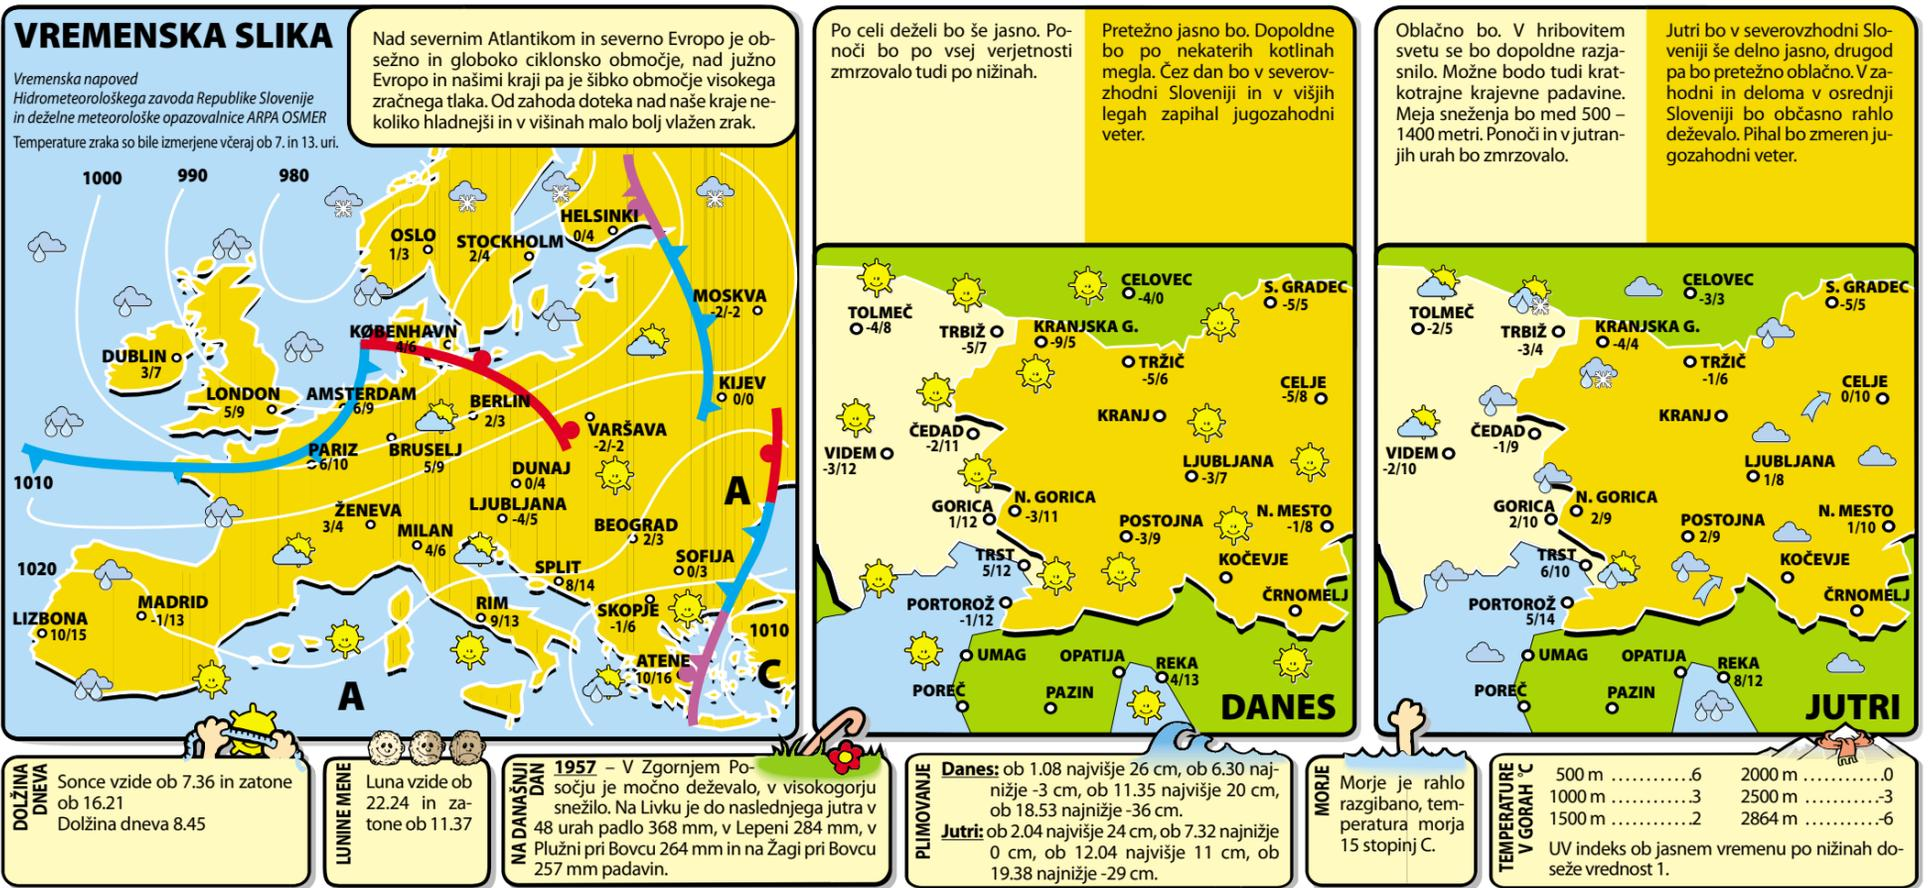 VREMENSKA SLIKA
Vremenska napoved
Hidrometeorološkega zavoda Republike Slovenije
in deželne meteorološke opazovalnice ARPA OSMER
Temperature zraka so bile izmerjene včeraj ob 7. in 13. uri.
Nad severnim Atlantikom in severno Evropo je ob-
sežno in globoko ciklonsko območje, nad južno
Evropo in našimi kraji pa je šibko območje visokega
zračnega tlaka. Od zahoda doteka nad naše kraje ne-
koliko hladnejši in v višinah malo bolj vlažen zrak.
1000
990
980
HELSINKI
0/4
OSLO
1/3
STOCKHOLM
2/4
MOSKVA
-2/-2
KØBENHAVN
4/6
DUBLIN
3/7
LONDON
5/9
AMSTERDAM
6/9
BERLIN
2/3
KIJEV
0/0
VARŠAVA
-2/-2
PARIZ
6/10
BRUSELJ
5/9
DUNAJ
0/4
1010
ŽENEVA
3/4
LJUBLJANA
-4/5
MILAN
4/6
BEOGRAD
2/3
A
SOFIJA
0/3
1020
SPLIT
8/14
LIZBONA
10/15
MADRID
-1/13
RIM
9/13
SKOPJE
-1/6
1010
ATENE
10/16
C
A
Po celi deželi bo še jasno. Po-
noči bo po vsej verjetnosti
zmrzovalo tudi po nižinah.
Pretežno jasno bo. Dopoldne
bo po nekaterih kotlinah
megla. Čez dan bo v severov-
zhodni Sloveniji in v višjih
legah zapihal jugozahodni
veter.
CELOVEC
-4/0
S. GRADEC
-5/5
TOLMEČ
-4/8
TRBIŽ
-5/7
KRANJSKA G.
-9/5
TRŽIČ
-5/6
CELJE
-5/8
KRANJ
ČEDAD
-2/11
VIDEM
-3/12
LJUBLJANA
-3/7
GORICA
1/12
N. GORICA
-3/11
POSTOJNA
-3/9
N. MESTO
-1/8
TRST
5/12
KOČEVJE
PORTOROŽ
-1/12
ČRNOMELJ
UMAG
OPATIJA
REKA
4/13
POREČ
PAZIN
DANES
Oblačno bo. V hribovitem
svetu se bo dopoldne razja-
snilo. Možne bodo tudi krat-
kotrajne krajevne padavine.
Meja sneženja bo med 500 –
1400 metri. Ponoči in v jutran-
jih urah bo zmrzovalo.
Jutri bo v severovzhodni Slo-
veniji še delno jasno, drugod
pa bo pretežno oblačno. V za-
hodni in deloma v osrednji
Sloveniji bo občasno rahlo
deževalo. Pihal bo zmeren ju-
gozahodni veter.
CELOVEC
-3/3
S. GRADEC
-5/5
TOLMEČ
-2/5
TRBIŽ
-3/4
KRANJSKA G.
-4/4
TRŽIČ
-1/6
CELJE
0/10
KRANJ
ČEDAD
-1/9
VIDEM
-2/10
LJUBLJANA
1/8
GORICA
2/10
N. GORICA
2/9
POSTOJNA
2/9
N. MESTO
1/10
TRST
6/10
KOČEVJE
PORTOROŽ
5/14
ČRNOMELJ
UMAG
OPATIJA
REKA
8/12
POREČ
PAZIN
JUTRI
DOLŽINA
DNEVA
Sonce vzide ob 7.36 in zatone
ob 16.21
Dolžina dneva 8.45
LUNINE MENE
Luna vzide ob
22.24 in za-
tone ob 11.37
NA DANAŠNJI
DAN
1957 – V Zgornjem Po-
sočju je močno deževalo, v visokogorju
snežilo. Na Livku je do naslednjega jutra v
48 urah padlo 368 mm, v Lepeni 284 mm, v
Plužni pri Bovcu 264 mm in na Žagi pri Bovcu
257 mm padavin.
PLIMOVANJE
Danes: ob 1.08 najvišje 26 cm, ob 6.30 naj-
nižje -3 cm, ob 11.35 najvišje 20 cm,
ob 18.53 najnižje -36 cm.
Jutri: ob 2.04 najvišje 24 cm, ob 7.32 najnižje
0 cm, ob 12.04 najvišje 11 cm, ob
19.38 najnižje -29 cm.
MORJE
Morje je rahlo
razgibano, tem-
peratura morja
15 stopinj C.
TEMPERATURE
V GORAH °C
500 m ............6
1000 m ...........3
1500 m ...........2
2000 m ...........0
2500 m ..........-3
2864 m ..........-6
UV indeks ob jasnem vremenu po nižinah do-
seže vrednost 1.